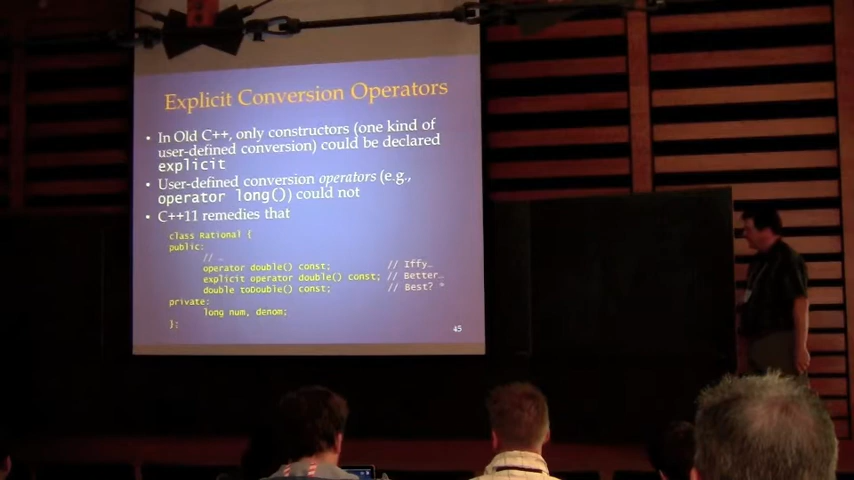 Explicit Conversion Operators
• In Old C++, only constructors (one kind of
user-defined conversion) could be declared
explicit
• User-defined conversion operators (e.g.,
operator long()) could not
• C++11 remedies that
class Rational {
public:
// …
operator double() const; // Iffy…
explicit operator double() const; // Better…
double toDouble() const; // Best? *
private:
long num, denom;
};
45